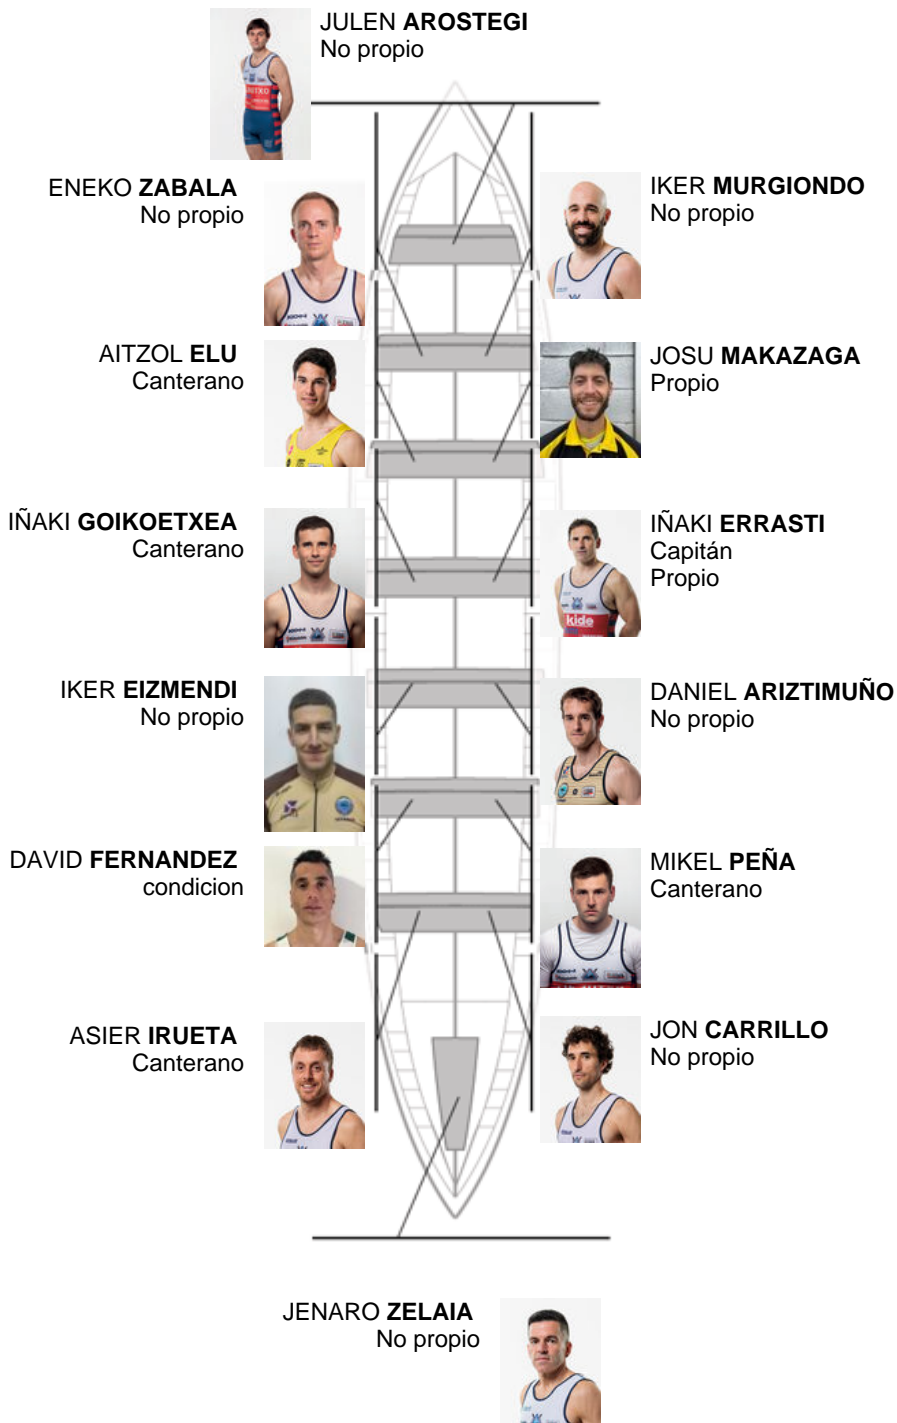 JULEN AROSTEGI
No propio
ENEKO ZABALA
No propio
IKER MURGIONDO
No propio
AITZOL ELU
Canterano
JOSU MAKAZAGA
Propio
IÑAKI GOIKOETXEA
Canterano
IÑAKI ERRASTI
Capitán
Propio
kide
IKER EIZMENDI
No propio
DANIEL ARIZTIMUÑO
No propio
DAVID FERNANDEZ
condicion
MIKEL PEÑA
Canterano
ASIER IRUETA
Canterano
JON CARRILLO
No propio
JENARO ZELAIA
No propio